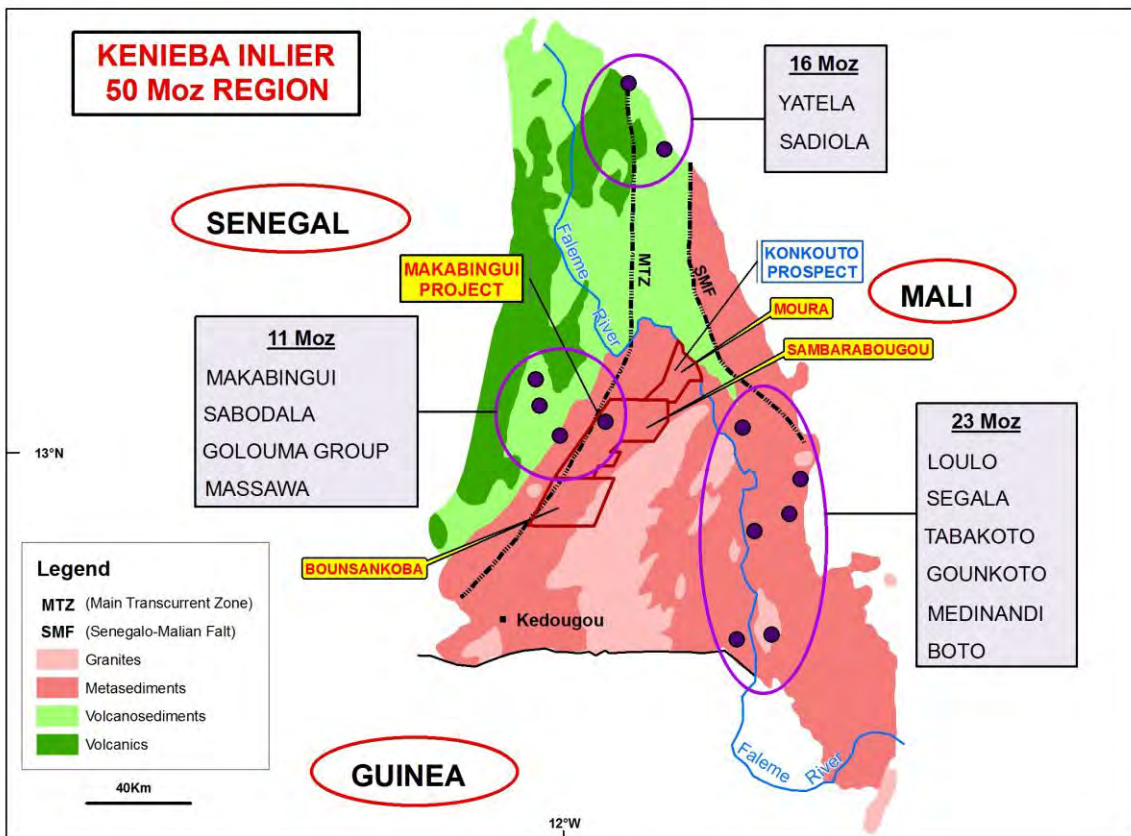 KENIEBA INLIER
50 Moz REGION
16 Moz
YATELA
SADIOLA
SENEGAL
Faleme
River
MTZ
SMF
KONKOUTO
PROSPECT
MAKABINGUI
PROJECT
MALI
MOURA
SAMBARABOUGOU
11 Moz
MAKABINGUI
SABODALA
GOLOUMA GROUP
MASSAWA
23 Moz
LOULO
SEGALA
TABAKOTO
GOUNKOTO
MEDINANDI
BOTO
13°N
BOUNSANKOBA
Kedougou
Legend
MTZ (Main Transcurrent Zone)
SMF (Senegalo-Malian Falt)
Granites
Metasediments
Volcanosediments
Volcanics
40Km
GUINEA
Faleme River
12°W